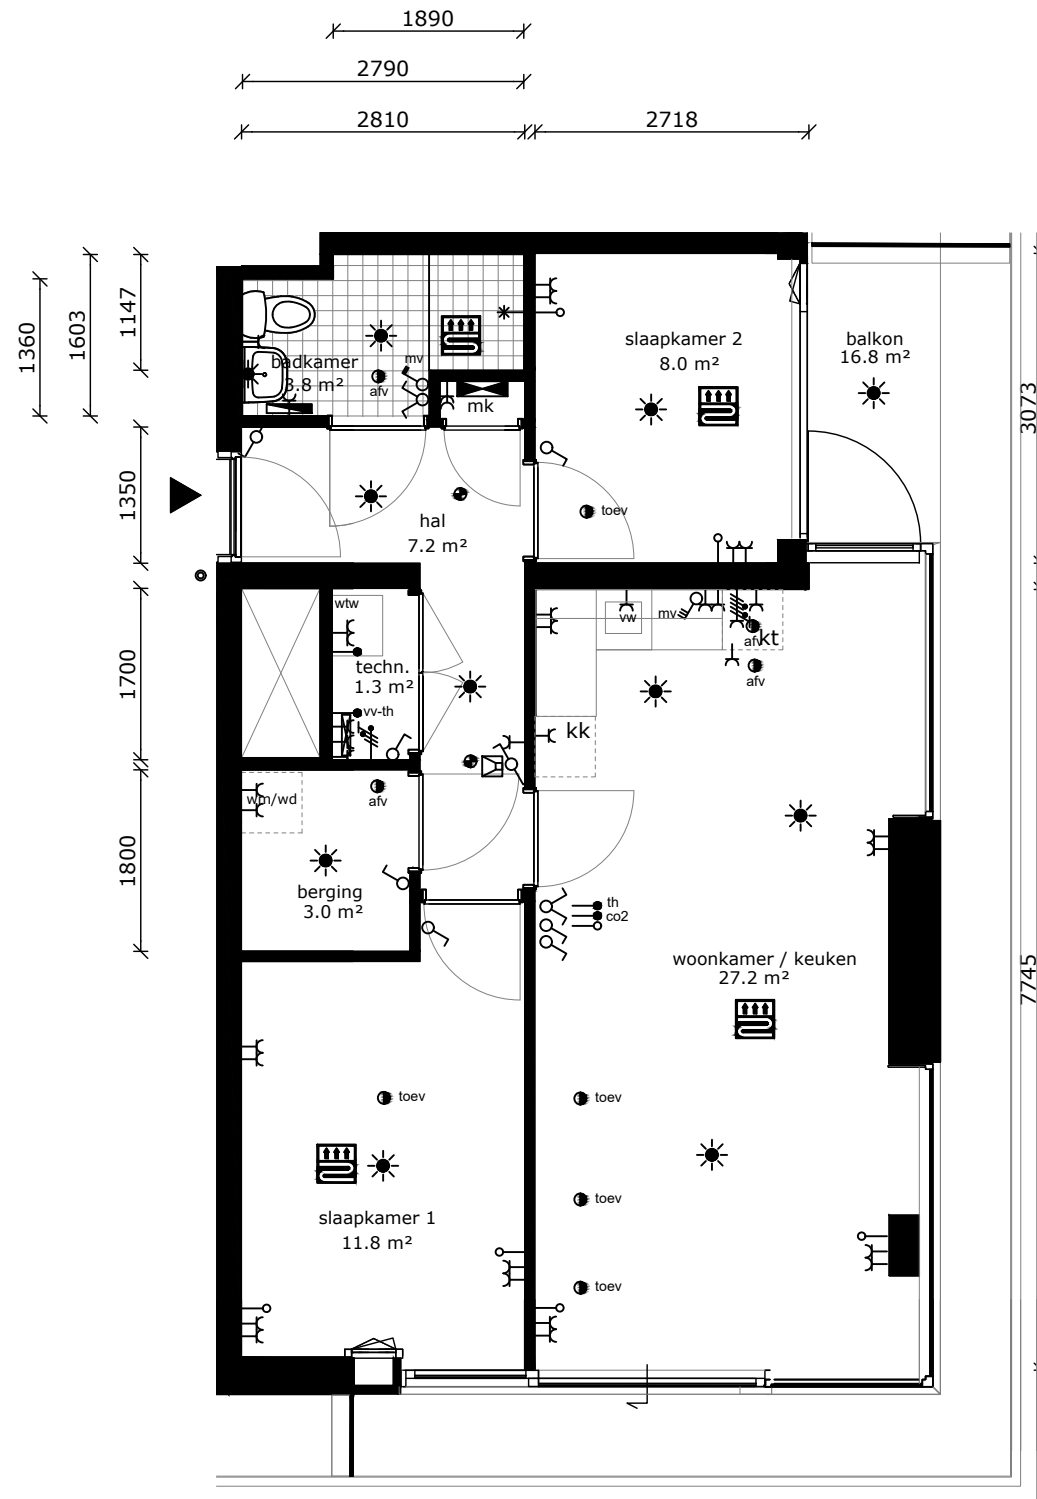 1890
2790
2810
2718
1360
1603
1147
3073
badkamer
3.8 m²
mv
afv
mk
slaapkamer 2
8.0 m²
balkon
16.8 m²
1350
hal
7.2 m²
toev
wtw
techn.
1.3 m²
vv-th
1700
vw
mv
afv
kt
afv
kk
wm/wd
afv
berging
3.0 m²
1800
th
co2
woonkamer / keuken
27.2 m²
7745
toev
toev
slaapkamer 1
11.8 m²
toev
toev